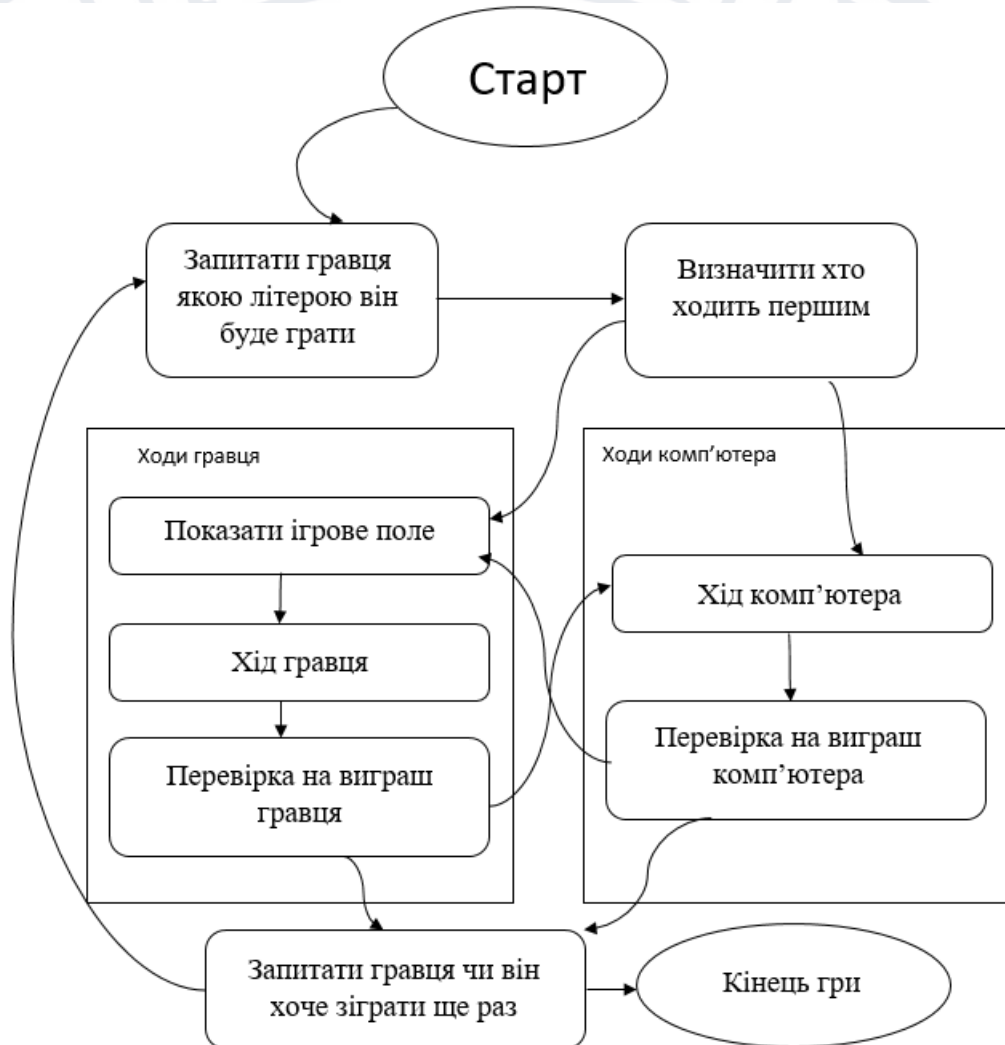 Старт
Запитати гравця
якою літерою він
буде грати
Визначити хто
ходить першим
Ходи гравця
Показати ігрове поле
Хід гравця
Перевірка на виграш
гравця
Ходи комп’ютера
Хід комп’ютера
Перевірка на виграш
комп’ютера
Запитати гравця чи він
хоче зіграти ще раз
Кінець гри